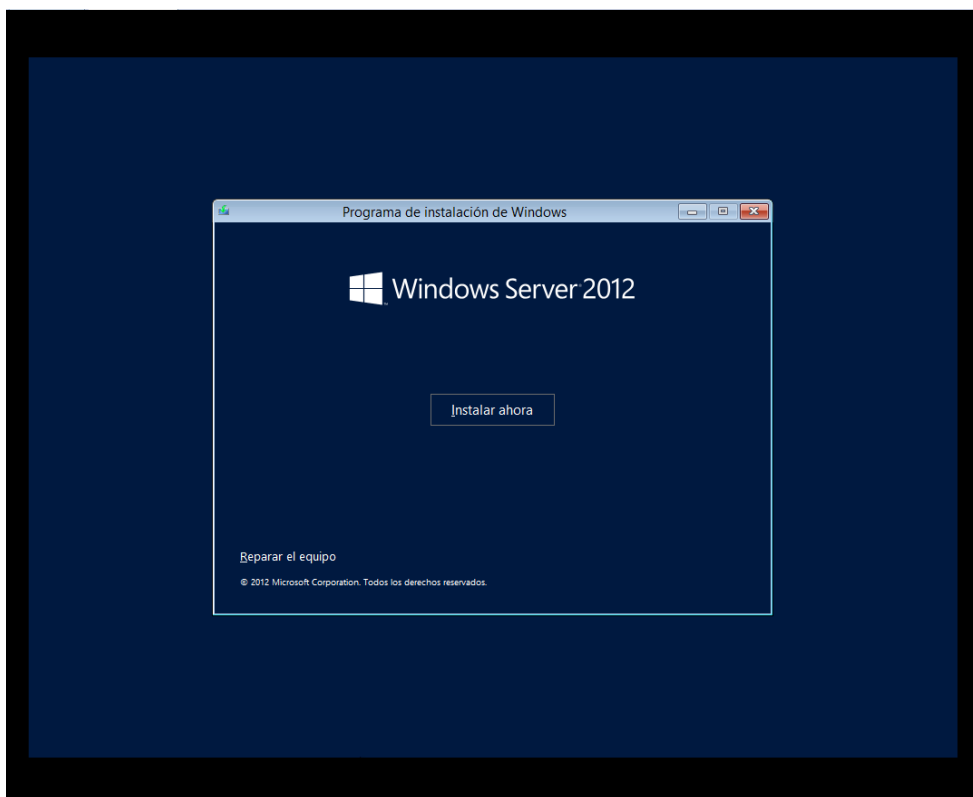 Programa de instalación de Windows
Windows Server 2012
Instalar ahora
Reparar el equipo
© 2012 Microsoft Corporation. Todos los derechos reservados.